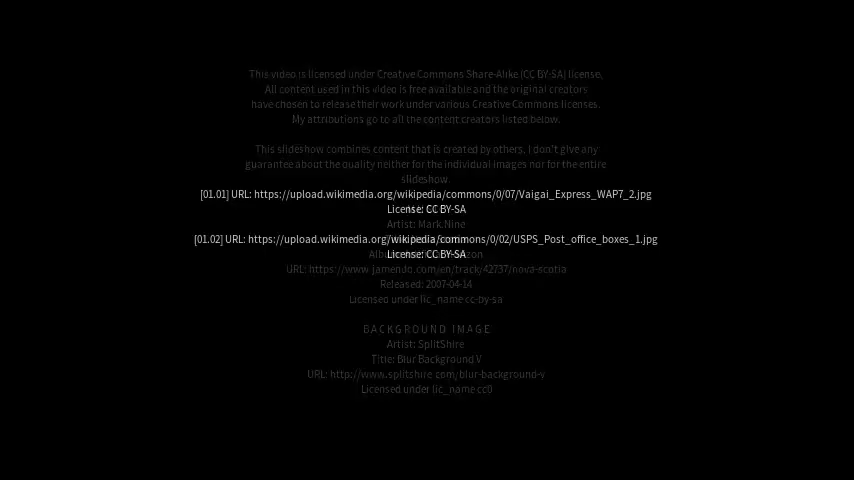 This video is licensed under Creative Commons Share-Alike (CC BY-SA) license.
All content used in this video is free available and the original creators
have chosen to release their work under various Creative Commons licenses.
My attributions go to all the content creators listed below.
This slideshow combines content that is created by others. I don't give any
guarantee about the quality neither for the individual images nor for the entire
slideshow.
[01.01] URL: https://upload.wikimedia.org/wikipedia/commons/0/07/Vaigai_Express_WAP7_2.jpg
License: CC BY-SA
Artist: Mark.Nine
[01.02] URL: https://upload.wikimedia.org/wikipedia/commons/0/02/USPS_Post_office_boxes_1.jpg
License: CC BY-SA
URL: https://www.jamendo.com/en/track/42737/nova-scotia
Released: 2007-04-14
Licensed under lic_name cc-by-sa
BACKGROUND IMAGE
Artist: SplitShire
Title: Blur Background V
URL: http://www.splitshire.com/blur-background-v
Licensed under lic_name cc0